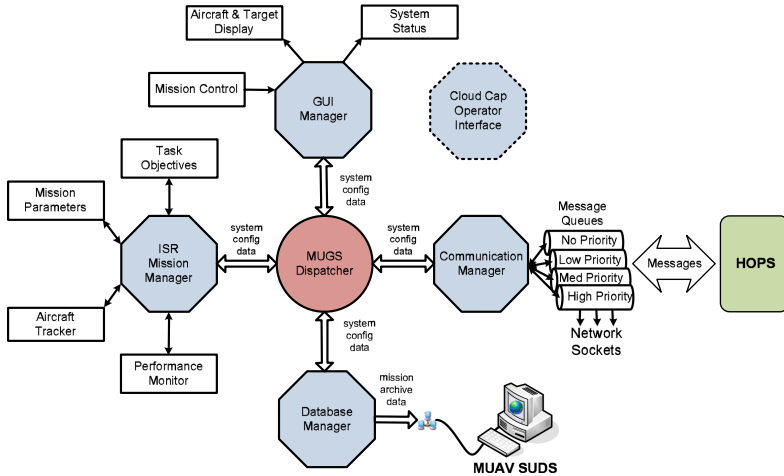 Aircraft & Target
Display
System
Status
Mission Control
GUI
Manager
Cloud Cap
Operator
Interface
Task
Objectives
Mission
Parameters
system
config
data
Message
Queues
ISR
Mission
Manager
system
config
data
MUGS
Dispatcher
system
config
data
Communication
Manager
No Priority
Low Priority
Med Priority
High Priority
Messages
HOPS
Aircraft
Tracker
Network
Sockets
system
config
data
Performance
Monitor
mission
archive
data
Database
Manager
MUAV SUDS